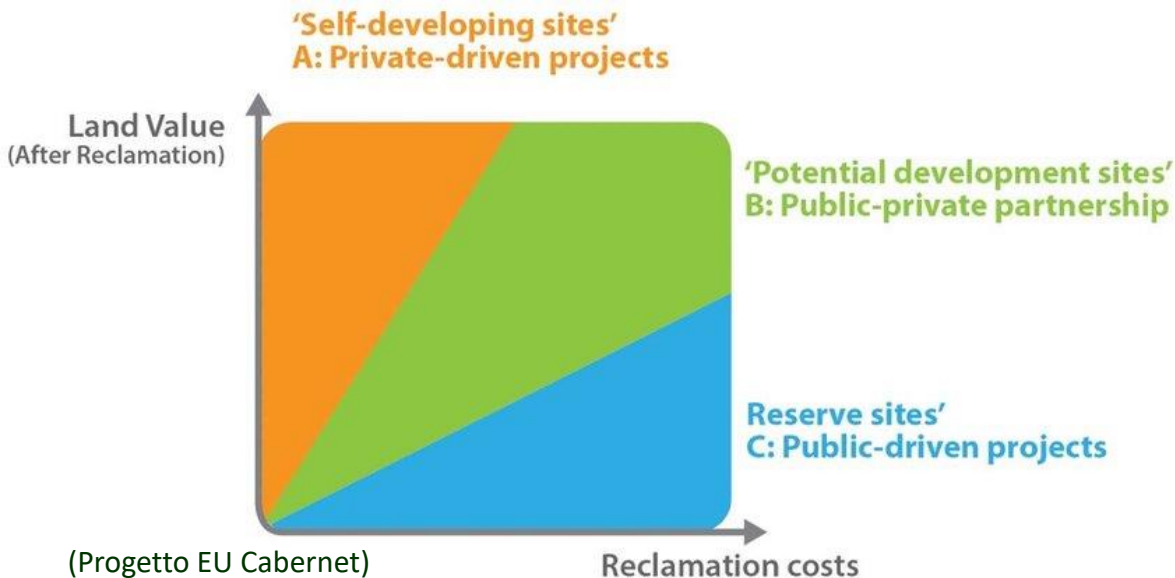 'Self-developing sites'
A: Private-driven projects
Land Value
(After Reclamation)
'Potential development sites'
B: Public-private partnership
Reserve sites'
C: Public-driven projects
(Progetto EU Cabernet)
Reclamation costs